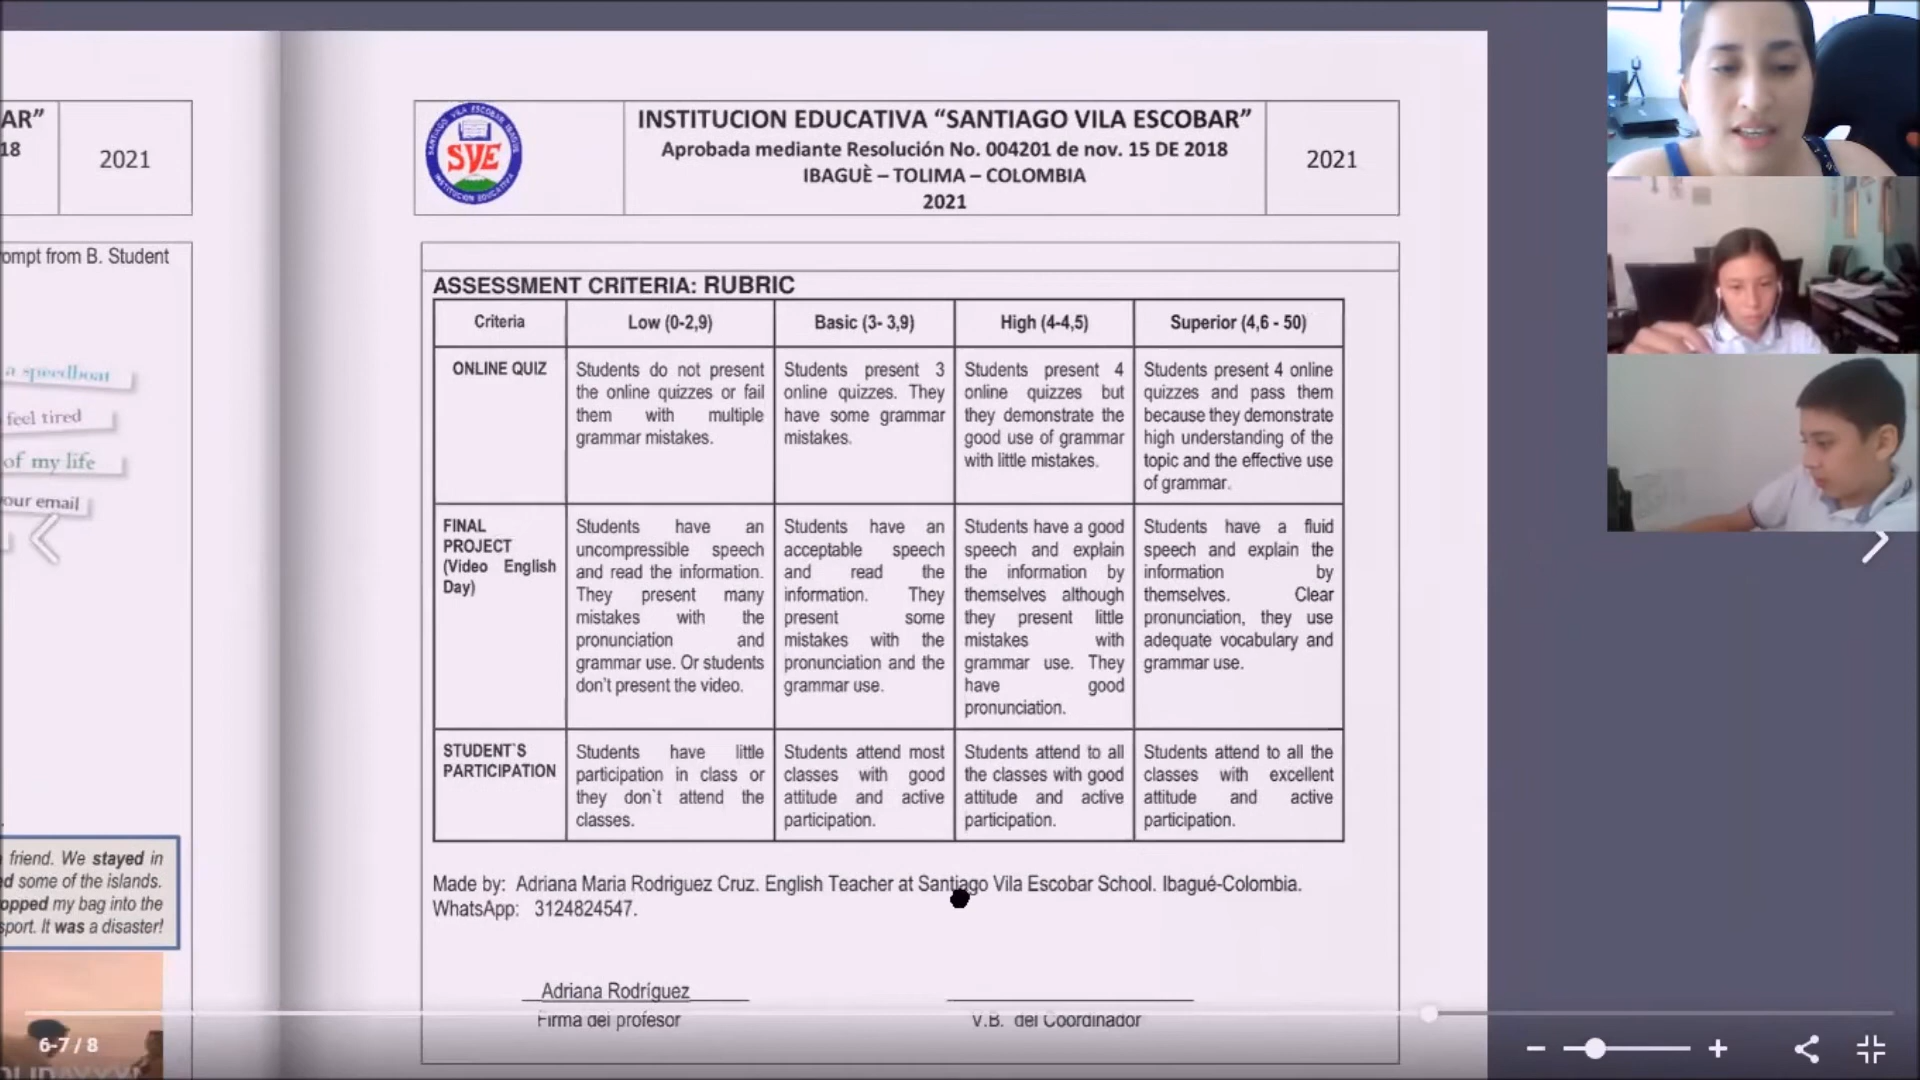 AR”
18
2021
ompt from B. Student
a speedboat
feel tired
of my life
our email
friend. We stayed in
ed some of the islands.
opped my bag into the
sport. It was a disaster!
6-7 / 8
SANTIAGO VILA ESCOBAR IBAGUE
SVE
INSTITUCION EDUCATIVA
INSTITUCION EDUCATIVA “SANTIAGO VILA ESCOBAR”
Aprobada mediante Resolución No. 004201 de nov. 15 DE 2018
IBAGUÈ – TOLIMA – COLOMBIA
2021
2021
ASSESSMENT CRITERIA: RUBRIC
Criteria
Low (0-2,9)
Basic (3- 3,9)
High (4-4,5)
Superior (4,6 - 50)
ONLINE QUIZ
Students do not present
the online quizzes or fail
them with multiple
grammar mistakes.
Students present 3
online quizzes. They
have some grammar
mistakes.
Students present 4
online quizzes but
they demonstrate the
good use of grammar
with little mistakes.
Students present 4 online
quizzes and pass them
because they demonstrate
high understanding of the
topic and the effective use
of grammar.
FINAL
PROJECT
(Video English
Day)
Students have an
uncompressible speech
and read the information.
They present many
mistakes with the
pronunciation and
grammar use. Or students
don’t present the video.
Students have an
acceptable speech
and read the
information. They
present some
mistakes with the
pronunciation and the
grammar use.
Students have a good
speech and explain
the information by
themselves although
they present little
mistakes with
grammar use. They
have good
pronunciation.
Students have a fluid
speech and explain the
information by
themselves. Clear
pronunciation, they use
adequate vocabulary and
grammar use.
STUDENT`S
PARTICIPATION
Students have little
participation in class or
they don`t attend the
classes.
Students attend most
classes with good
attitude and active
participation.
Students attend to all
the classes with good
attitude and active
participation.
Students attend to all the
classes with excellent
attitude and active
participation.
Made by: Adriana Maria Rodriguez Cruz. English Teacher at Santiago Vila Escobar School. Ibagué-Colombia.
WhatsApp: 3124824547.
Adriana Rodríguez
Firma del profesor
V.B. del Coordinador